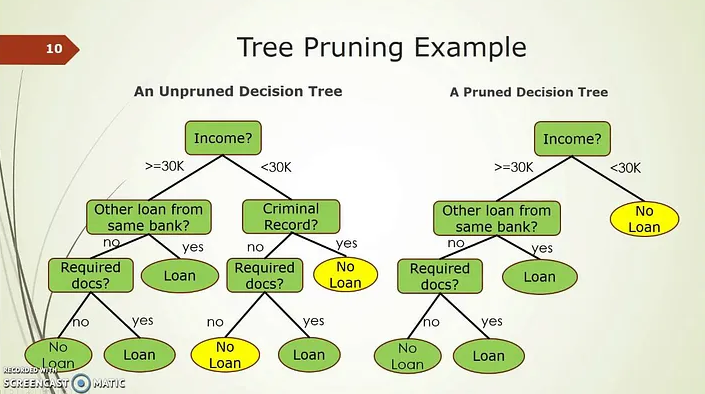 10
Tree Pruning Example
An Unpruned Decision Tree
A Pruned Decision Tree
Income?
>=30K
<30K
Other loan from
same bank?
Criminal
Record?
no
yes
no
yes
Required
docs?
Loan
Required
docs?
No
Loan
no
yes
no
yes
No
Loan
Loan
No
Loan
Loan
Income?
>=30K
<30K
Other loan from
same bank?
No
Loan
no
yes
Required
docs?
Loan
no
yes
No
Loan
Loan
RECORDED WITH
SCREENCAST MATIC